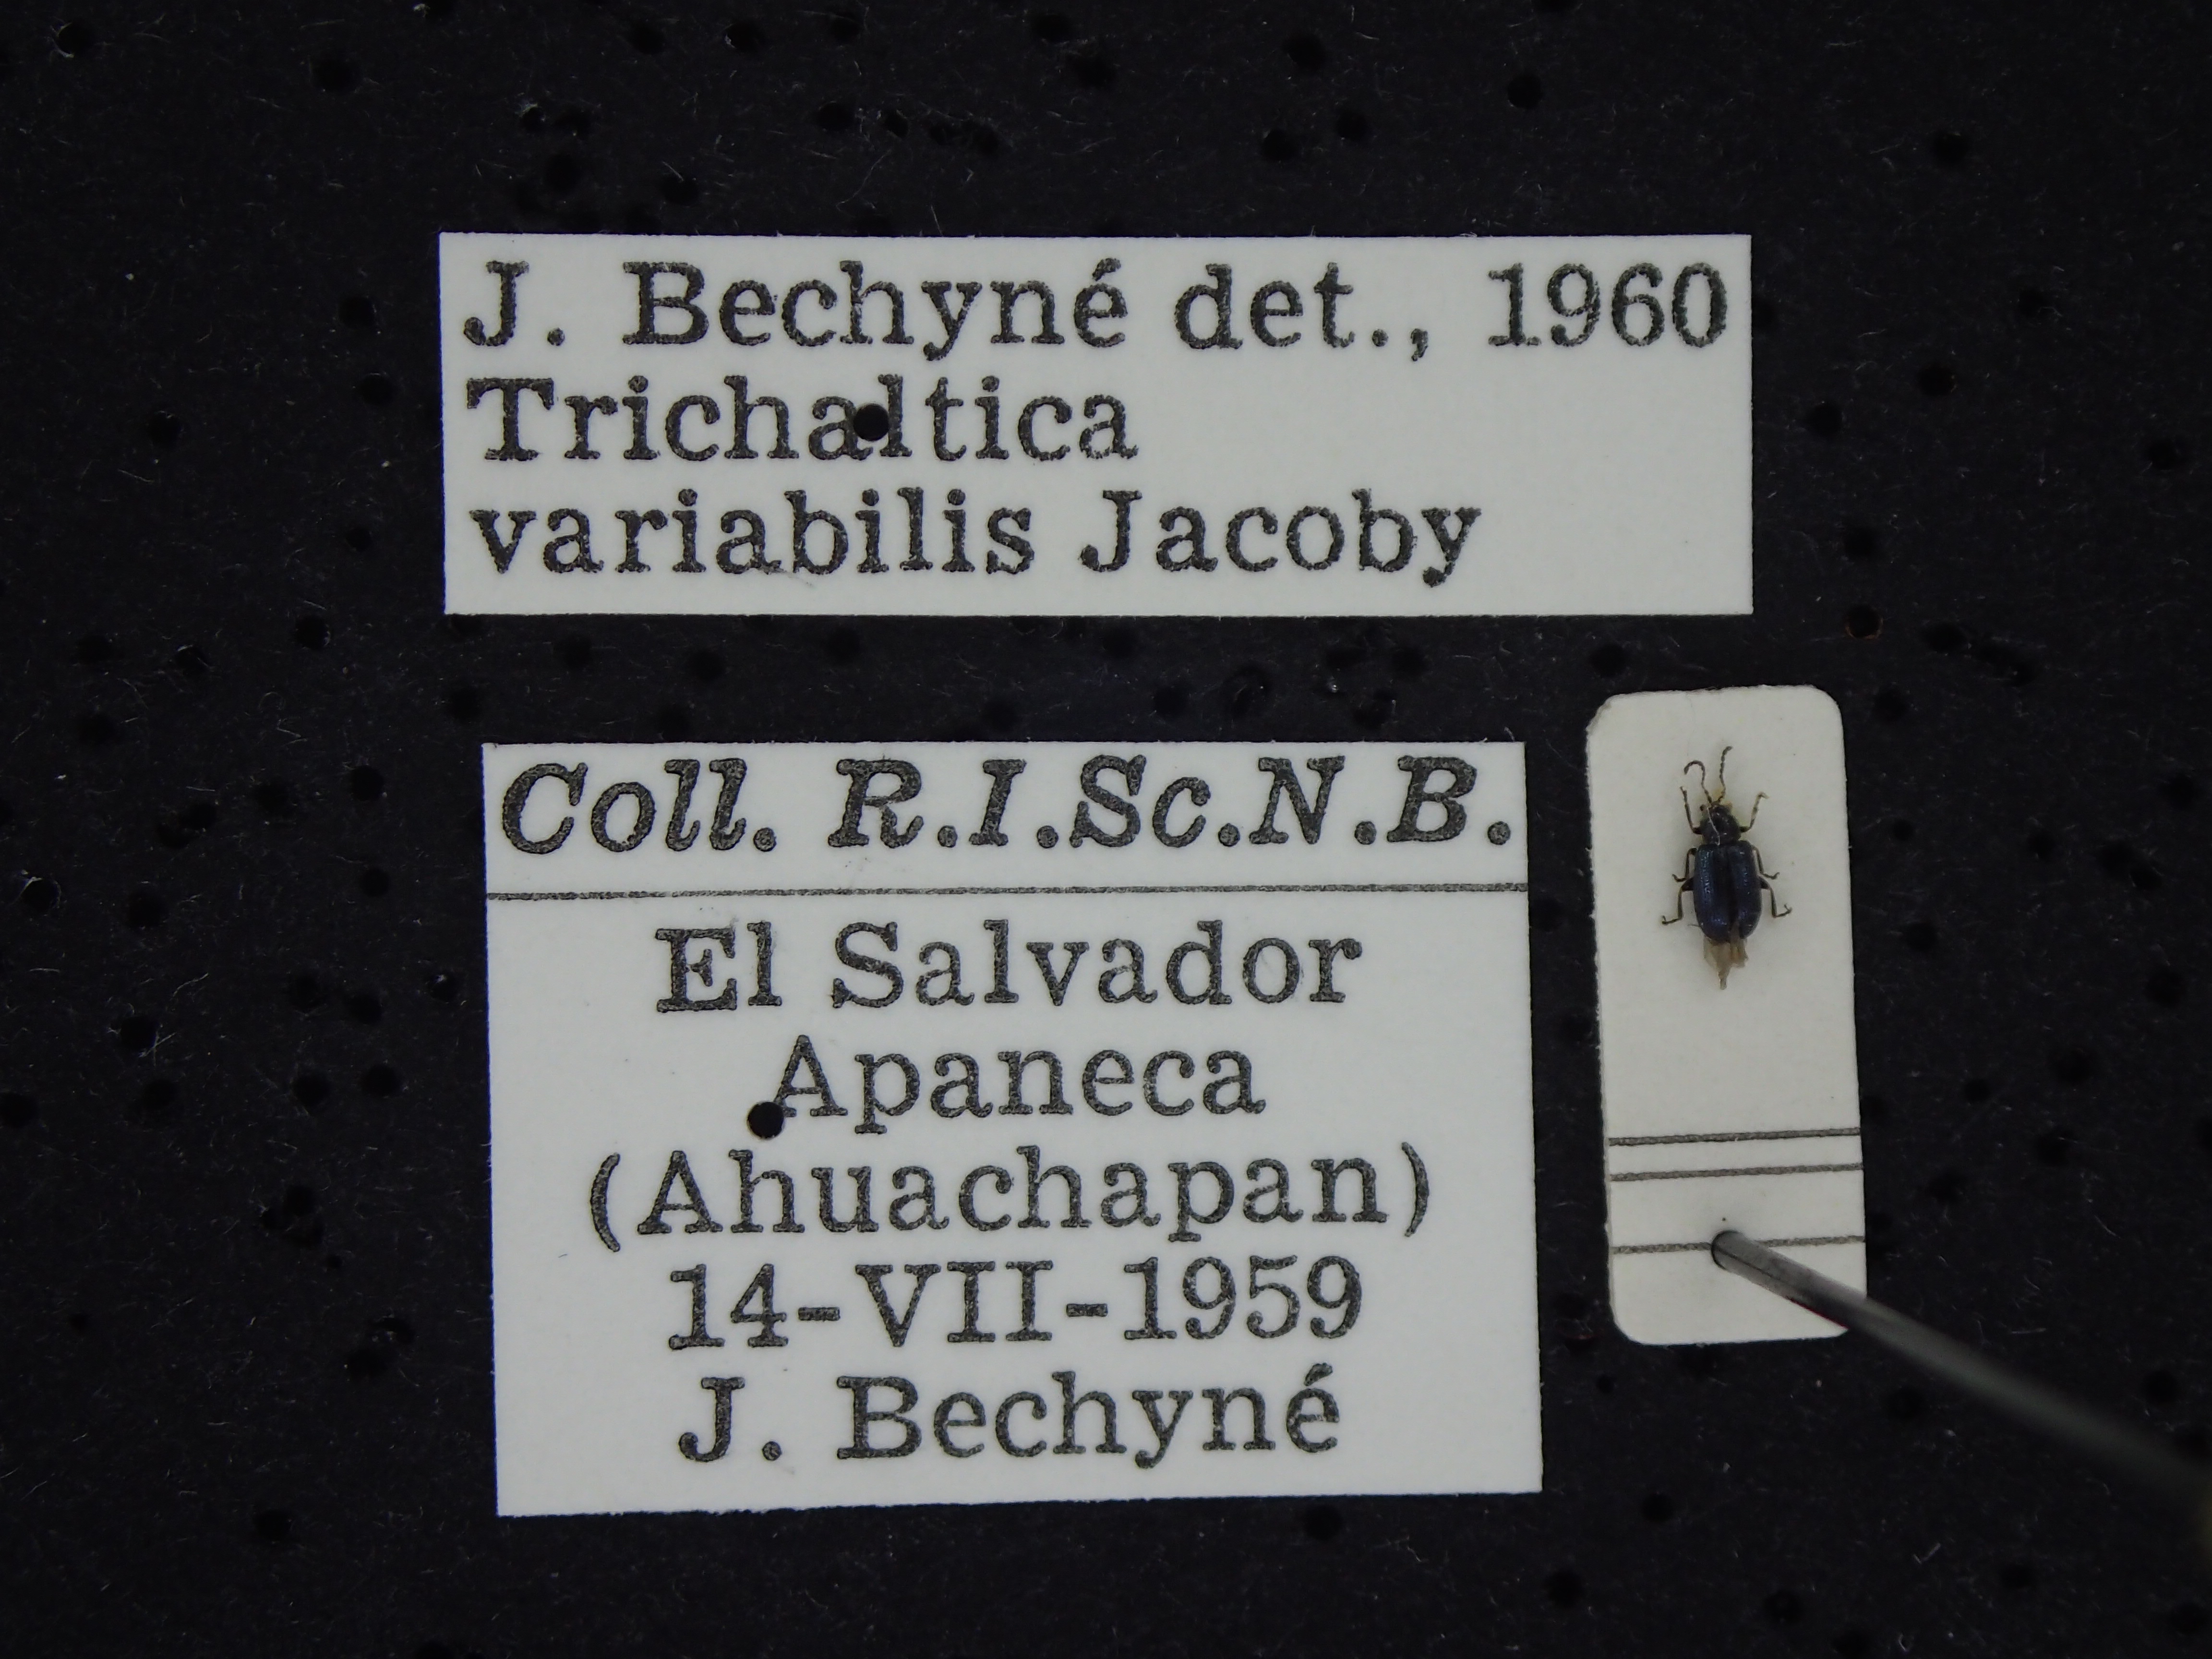 J. Bechyné det., 1960
Trichaltica
variabilis Jacoby
Coll. R.I.Sc.N.B.
El Salvador
Apaneca
(Ahuachapan)
14-VII-1959
J. Bechyné